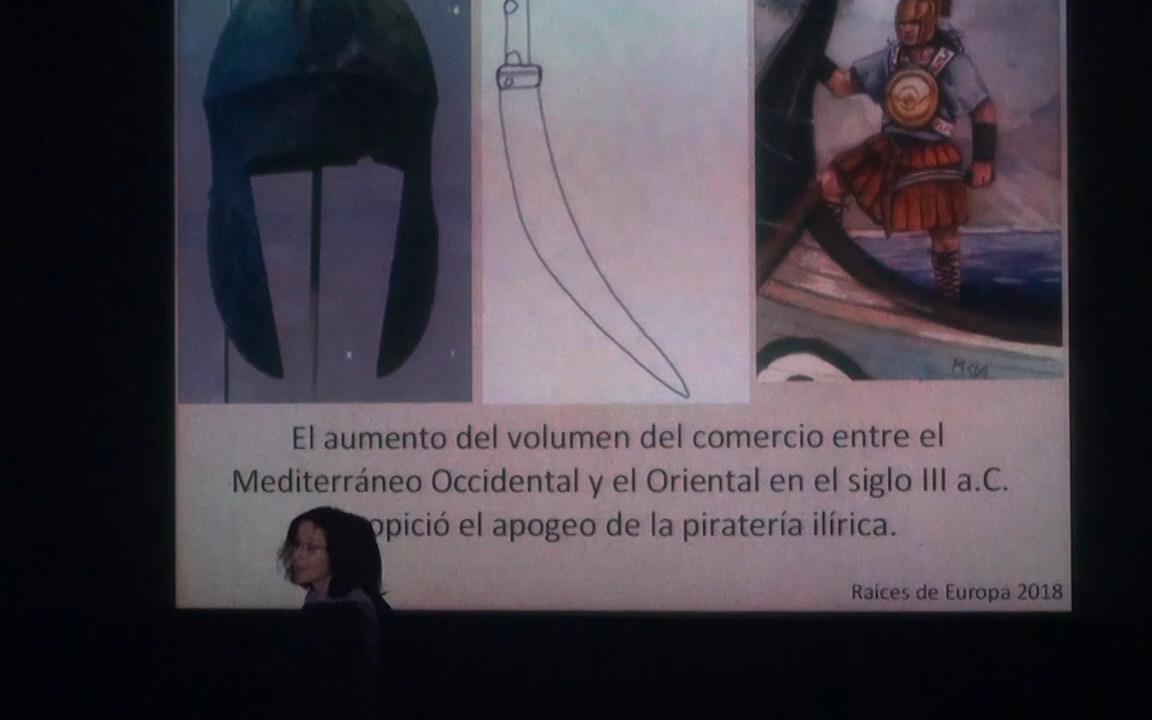 El aumento del volumen del comercio entre el
Mediterráneo Occidental y el Oriental en el siglo III a.C.
opició el apogeo de la piratería ilírica.
Raíces de Europa 2018